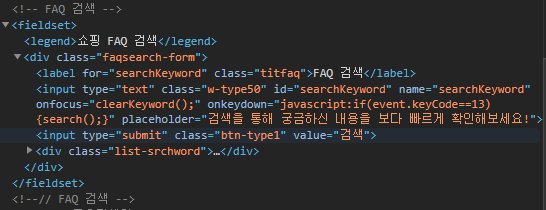 <!-- FAQ 검색 -->
▼<fieldset>
<legend>쇼핑 FAQ 검색</legend>
▼<div class="faqsearch-form">
<label for="searchKeyword" class="titfaq">FAQ 검색</label>
<input type="text" class="w-type50" id="searchKeyword" name="searchKeyword"
onfocus="clearKeyword();" onkeydown="javascript:if(event.keyCode==13)
{search();}" placeholder="검색을 통해 궁금하신 내용을 보다 빠르게 확인해보세요!">
<input type="submit" class="btn-type1" value="검색">
▶<div class="list-srchword">…</div>
</div>
</fieldset>
<!--// FAQ 검색 -->